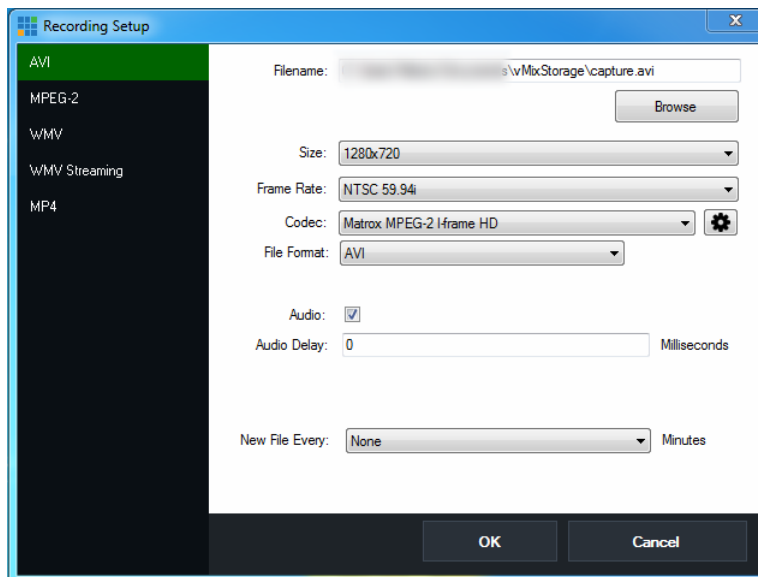 Recording Setup
AVI
MPEG-2
WMV
WMV Streaming
MP4
Filename: s\vMixStorage\capture.avi
Browse
Size: 1280x720
Frame Rate: NTSC 59.94i
Codec: Matrox MPEG-2 I-frame HD
File Format: AVI
Audio:
Audio Delay: 0 Milliseconds
New File Every: None Minutes
OK Cancel